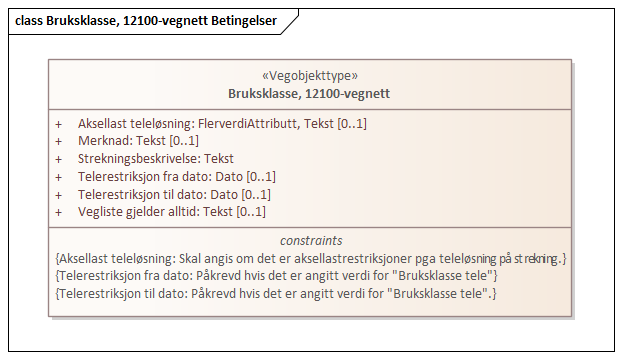 class Bruksklasse, 12100-vegnett Betingelser
«Vegobjekttype»
Bruksklasse, 12100-vegnett
+ Aksellast teleløsning: FlerverdiAttributt, Tekst [0..1]
+ Merknad: Tekst [0..1]
+ Strekningsbeskrivelse: Tekst
+ Telerestriksjon fra dato: Dato [0..1]
+ Telerestriksjon til dato: Dato [0..1]
+ Vegliste gjelder alltid: Tekst [0..1]
constraints
{Aksellast teleløsning: Skal angis om det er aksellastrestriksjoner pga teleløsning på strekning.}
{Telerestriksjon fra dato: Påkrevd hvis det er angitt verdi for "Bruksklasse tele"}
{Telerestriksjon til dato: Påkrevd hvis det er angitt verdi for "Bruksklasse tele".}